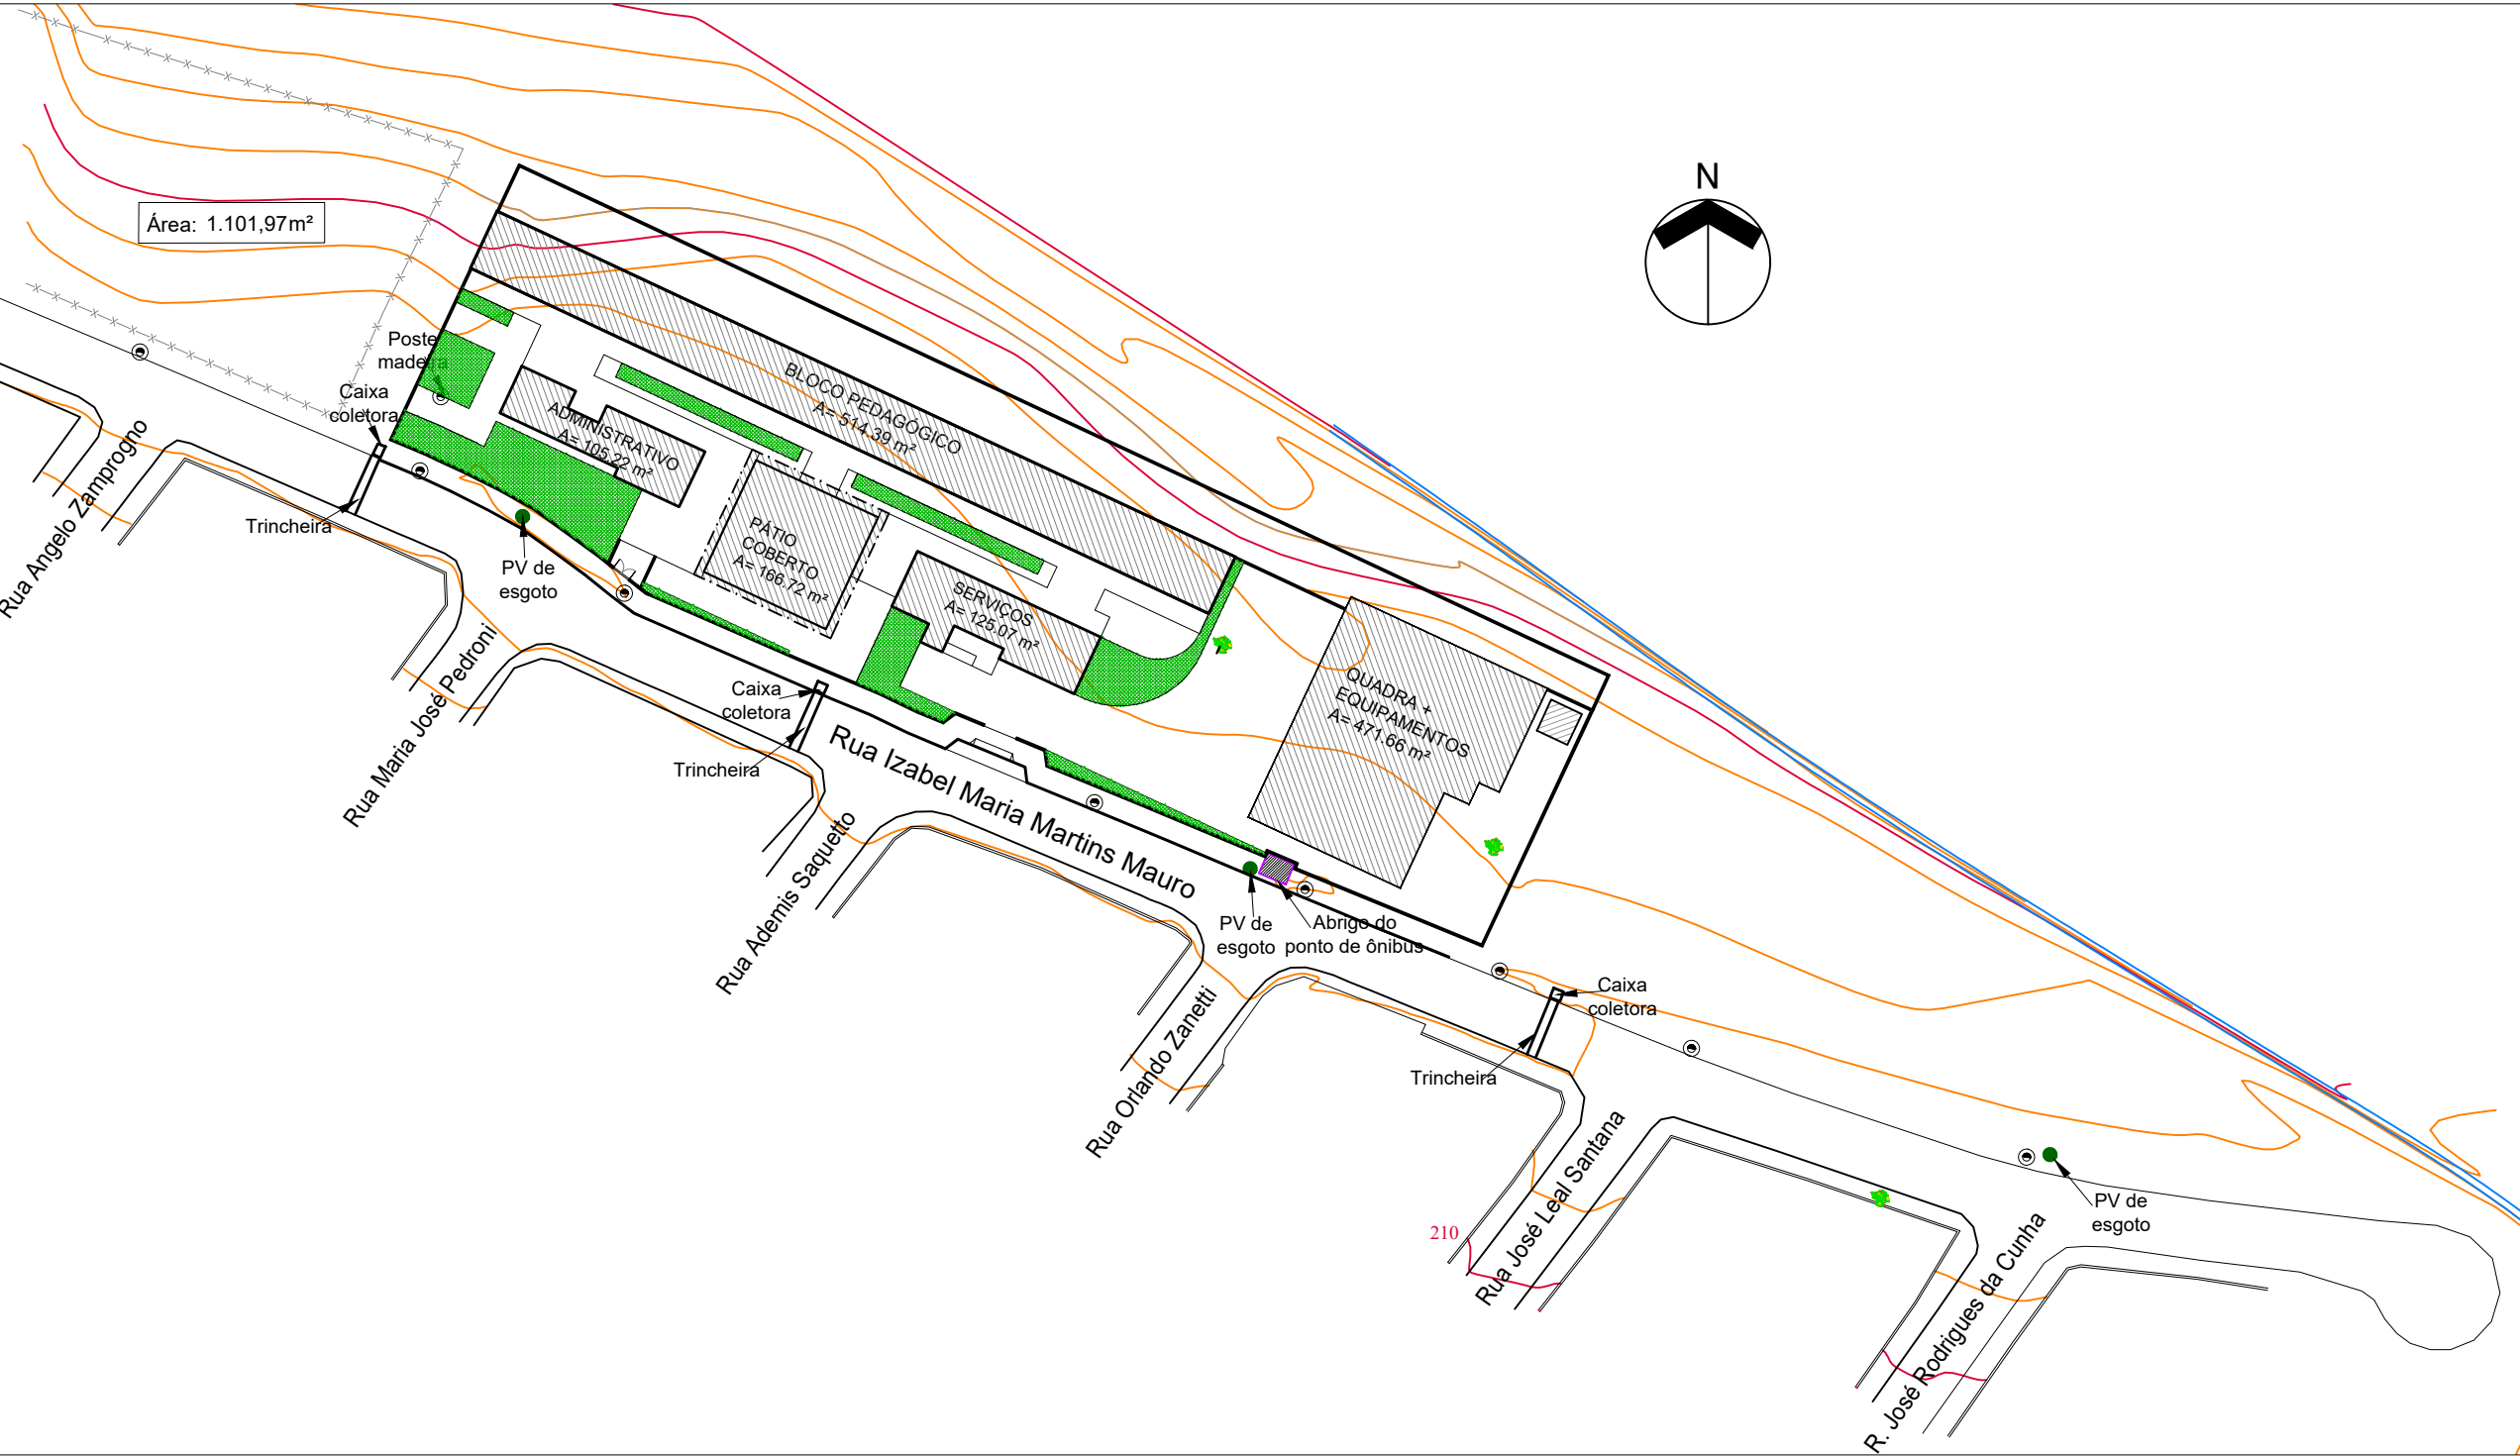 N
Área: 1.101,97m²
Poste
madeira
Caixa
coletora
Trincheira
PV de
esgoto
BLOCO PEDAGÓGICO
A= 514.39 m²
ADMINISTRATIVO
A= 105.22 m²
PÁTIO
COBERTO
A= 166.72 m²
SERVIÇOS
A= 125.07 m²
QUADRA +
EQUIPAMENTOS
A= 471.66 m²
Caixa
coletora
Trincheira
Rua Izabel Maria Martins Mauro
PV de
esgoto
Abrigo do
ponto de ônibus
Caixa
coletora
Trincheira
PV de
esgoto
210
Rua Angelo Zamprogno
Rua Maria José Pedroni
Rua Ademis Saquetto
Rua Orlando Zanetti
Rua José Leal Santana
R. José Rodrigues da Cunha